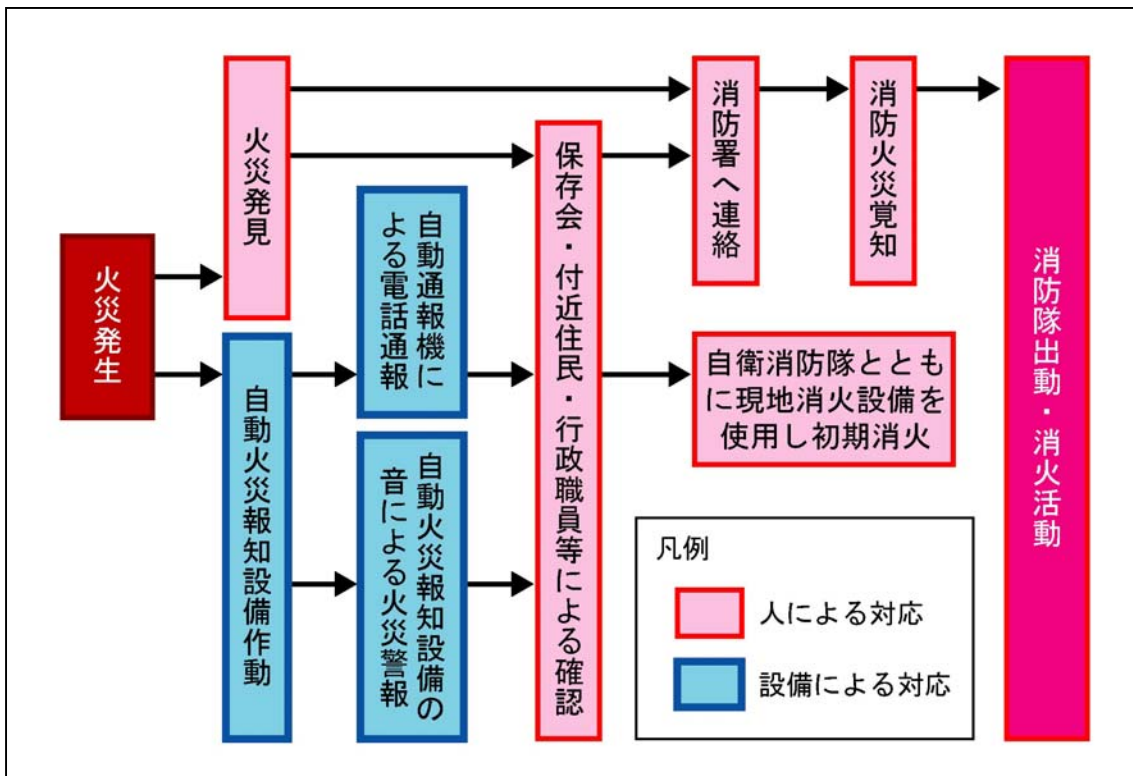 火災発生
火災発見
自動火災報知設備作動
自動通報機に
よる電話通報
自動火災報知設備の
音による火災警報
保存会・付近住民・行政職員等による確認
消防署へ連絡
消防火災覚知
自衛消防隊ととも
に現地消火設備を
使用し初期消火
消防隊出動・消火活動
凡例
人による対応
設備による対応